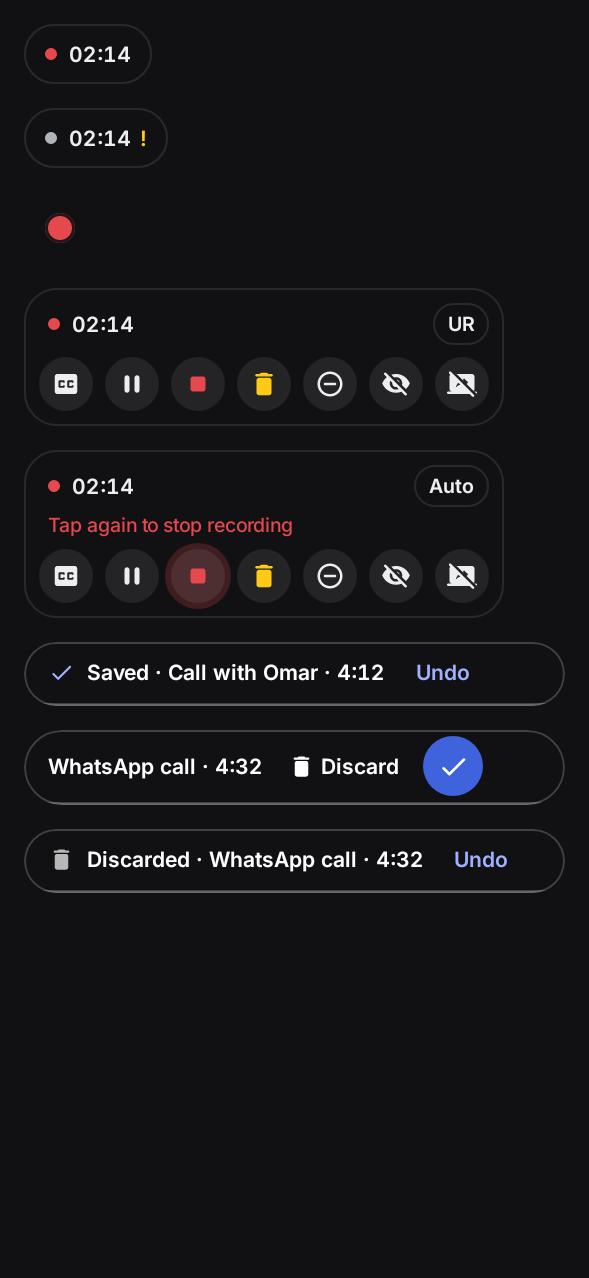 02:14
02:14 !
02:14 UR
CC
02:14 Auto
Tap again to stop recording
CC
Saved · Call with Omar · 4:12 Undo
WhatsApp call · 4:32 Discard
Discarded · WhatsApp call · 4:32 Undo